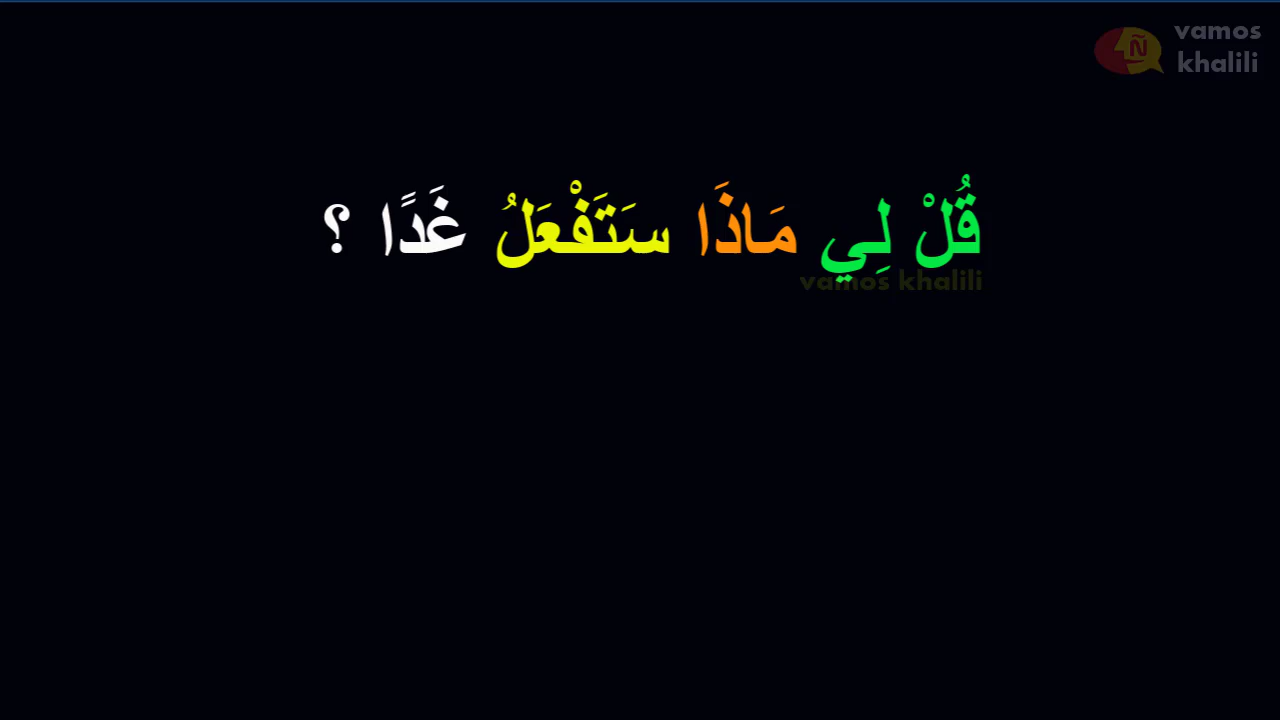 vamos
khalili
قُلْ لِي مَاذَا سَتَفْعَلُ غَدًا ؟
vamos khalili